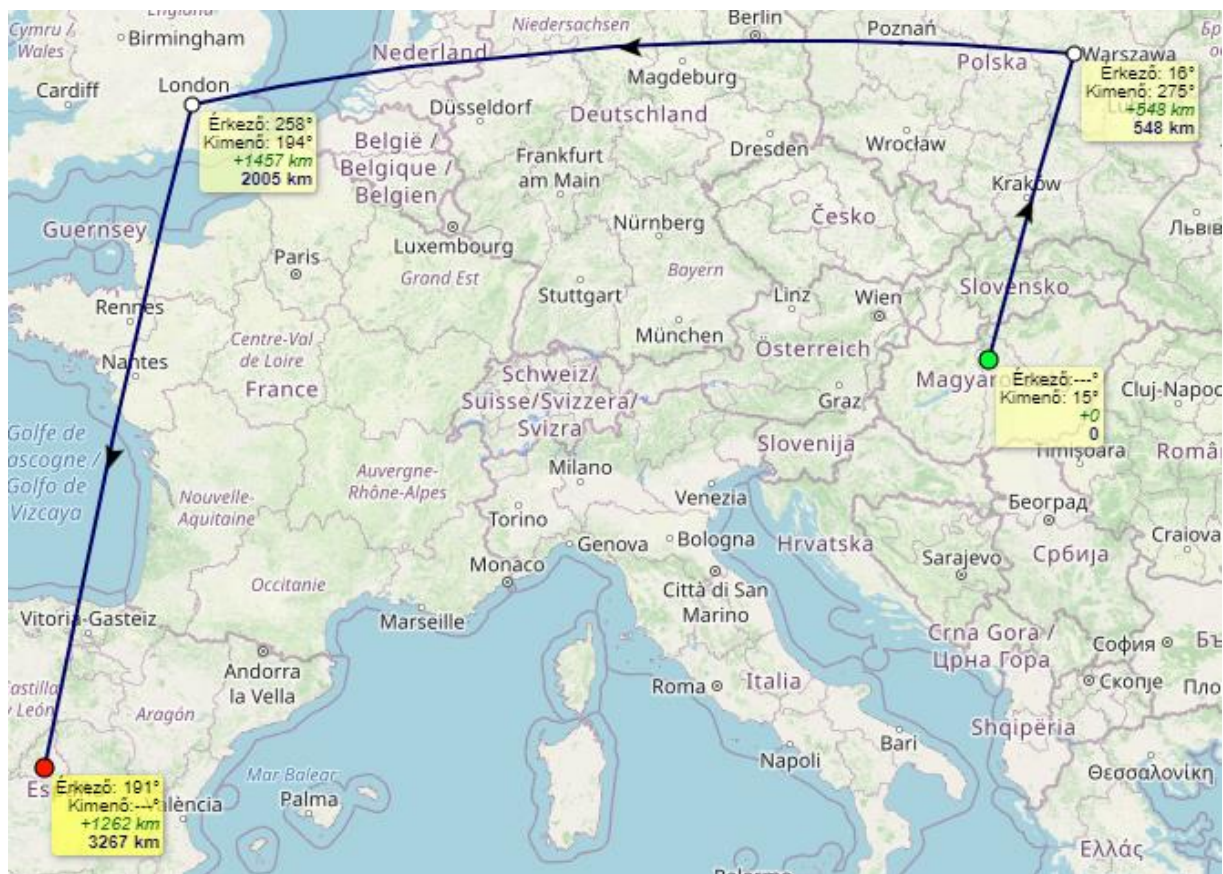 England
Cymru /
Wales
Birmingham
Cardiff
London
Nederland
Niedersachsen
Berlin
Magdeburg
Poznań
Polska
Warszawa
Érkező: 16°
Kimenő: 275°
+548 km
548 km
Érkező: 258°
Kimenő: 194°
+1457 km
2005 km
België /
Belgique /
Belgien
Düsseldorf
Deutschland
Dresden
Wrocław
Frankfurt
am Main
Kraków
Česko
Nürnberg
Guernsey
Luxembourg
Paris
Grand Est
Bayern
Stuttgart
Linz
Wien
Slovensko
Rennes
München
Österreich
Centre-Val
de Loire
Nantes
France
Schweiz/
Suisse/Svizzera/
Svizra
Graz
Érkező:---°
Kimenő: 15°
+0
0
Cluj-Napoc
Golfe de
ascogne /
Golfo de
Vizcaya
Slovenija
Timișoara
Român
Milano
Auvergne-
Rhône-Alpes
Nouvelle-
Aquitaine
Venezia
Torino
Genova
Bologna
Hrvatska
Београд
Craiova
Sarajevo
Србија
Monaco
Occitanie
Città di San
Marino
Marseille
Vitoria-Gasteiz
Crna Gora /
Црна Гора
София
Andorra
la Vella
Castilla
y León
Aragón
Roma
Italia
Скопје
Shqipëria
Napoli
Bari
Θεσσαλονίκη
Es
Érkező: 191°
Kimenő:---°
+1262 km
3267 km
alència
Mar Balear
Palma
Ελλάς